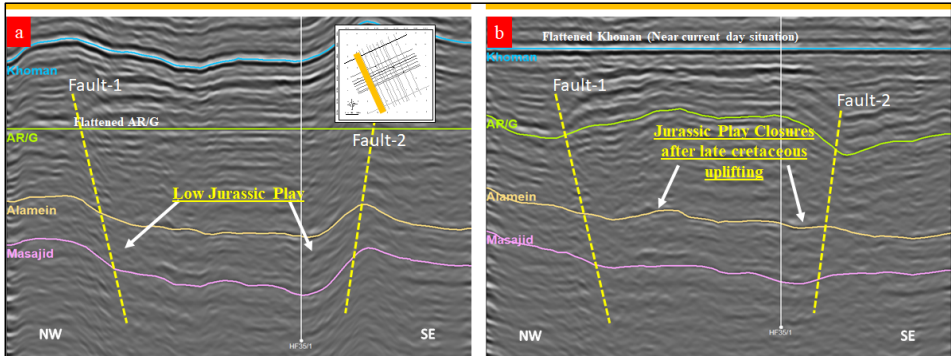 a
Khoman
Fault-1
Flattened AR/G
AR/G
Fault-2
Low Jurassic Play
Alamein
Masajid
NW
HF35/1
SE
b
Flattened Khoman (Near current day situation)
Khoman
Fault-1
Fault-2
AR/G
Jurassic Play Closures
after late cretaceous
uplifting
Alamein
Masajid
NW
HF35/1
SE